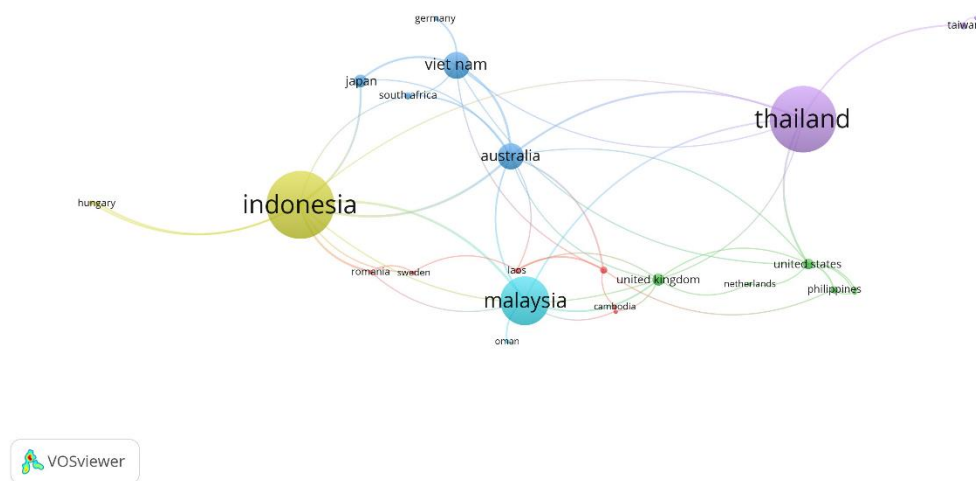 germany
taiwan
viet nam
japan
south africa
thailand
australia
indonesia
hungary
romania
sweden
laos
united kingdom
united states
netherlands
philippines
malaysia
cambodia
oman
VOSviewer